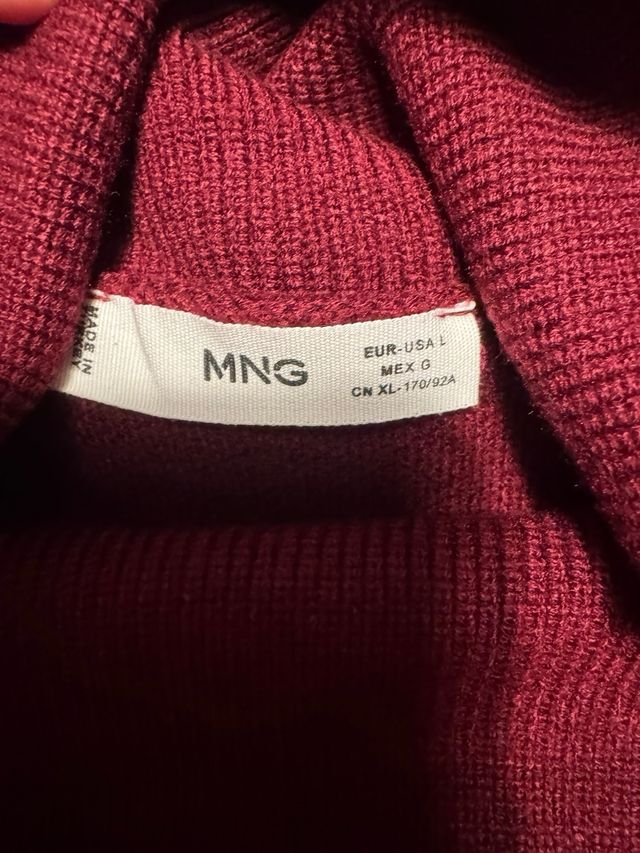 MADE IN
MNG
EUR-USA L
MEX G
CN XL-170/92A